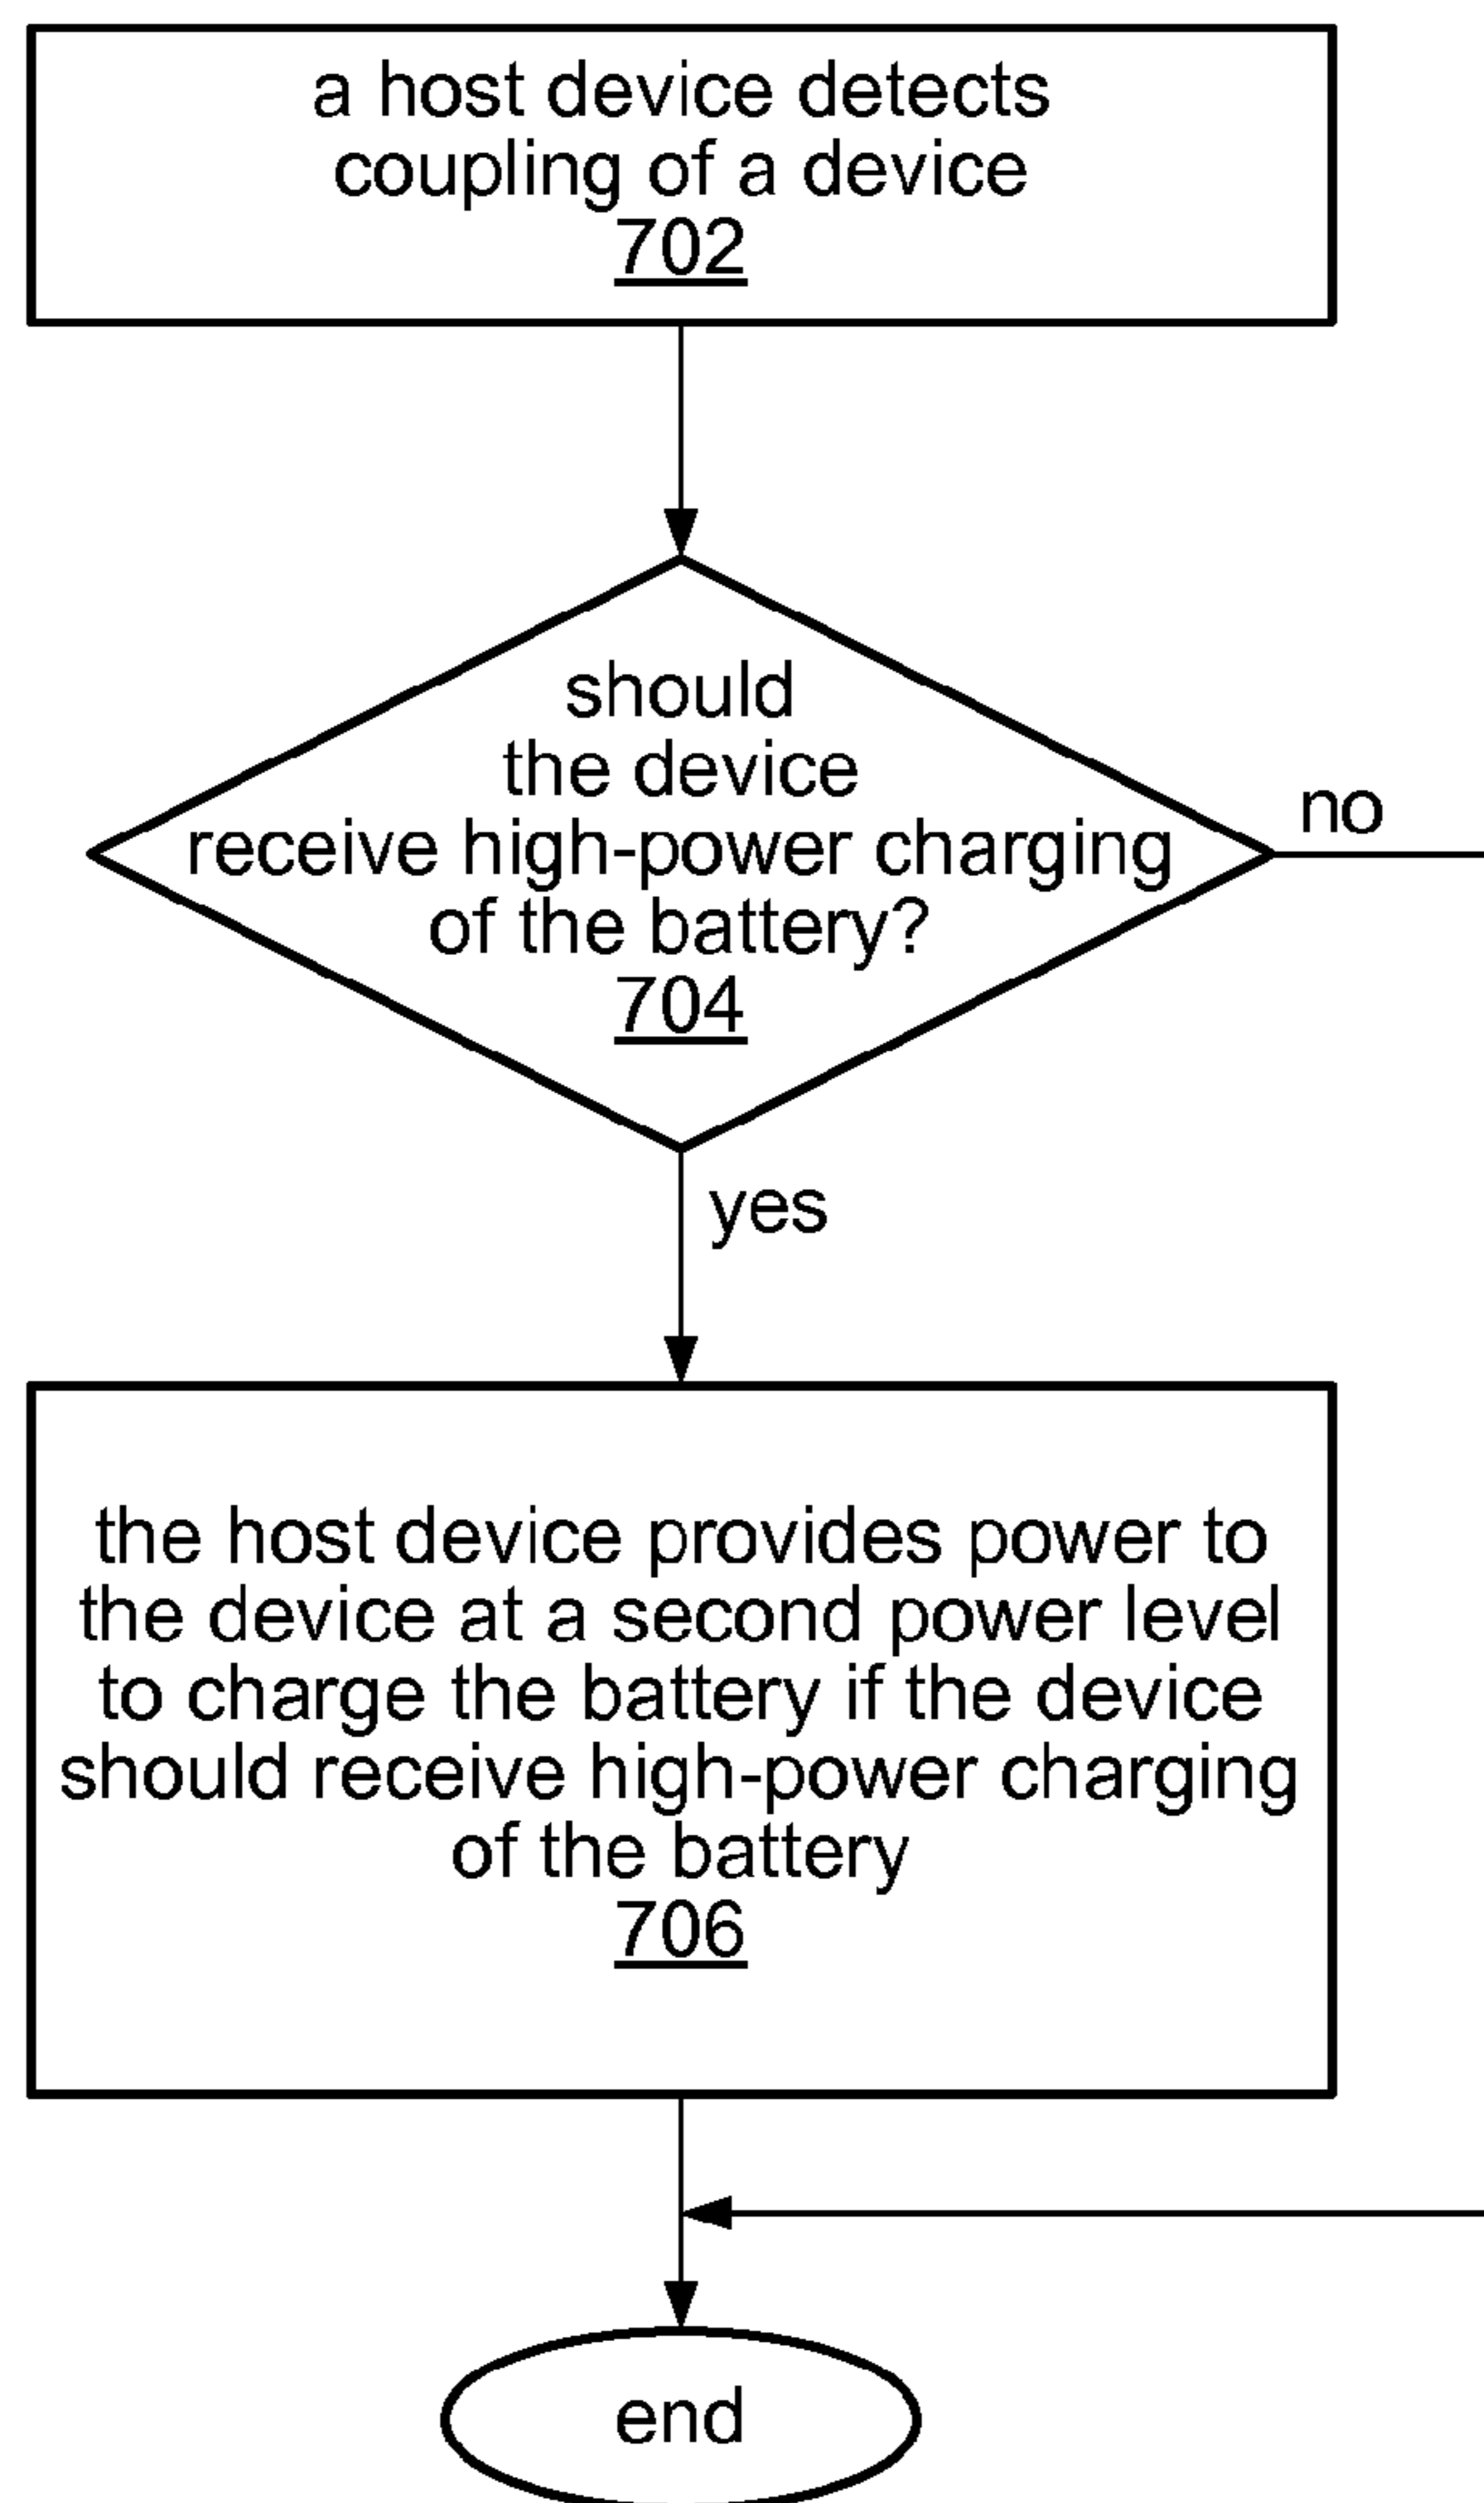 a host device detects
coupling of a device
702
should
the device
receive high-power charging
of the battery?
704
no
yes
the host device provides power to
the device at a second power level
to charge the battery if the device
should receive high-power charging
of the battery
706
end